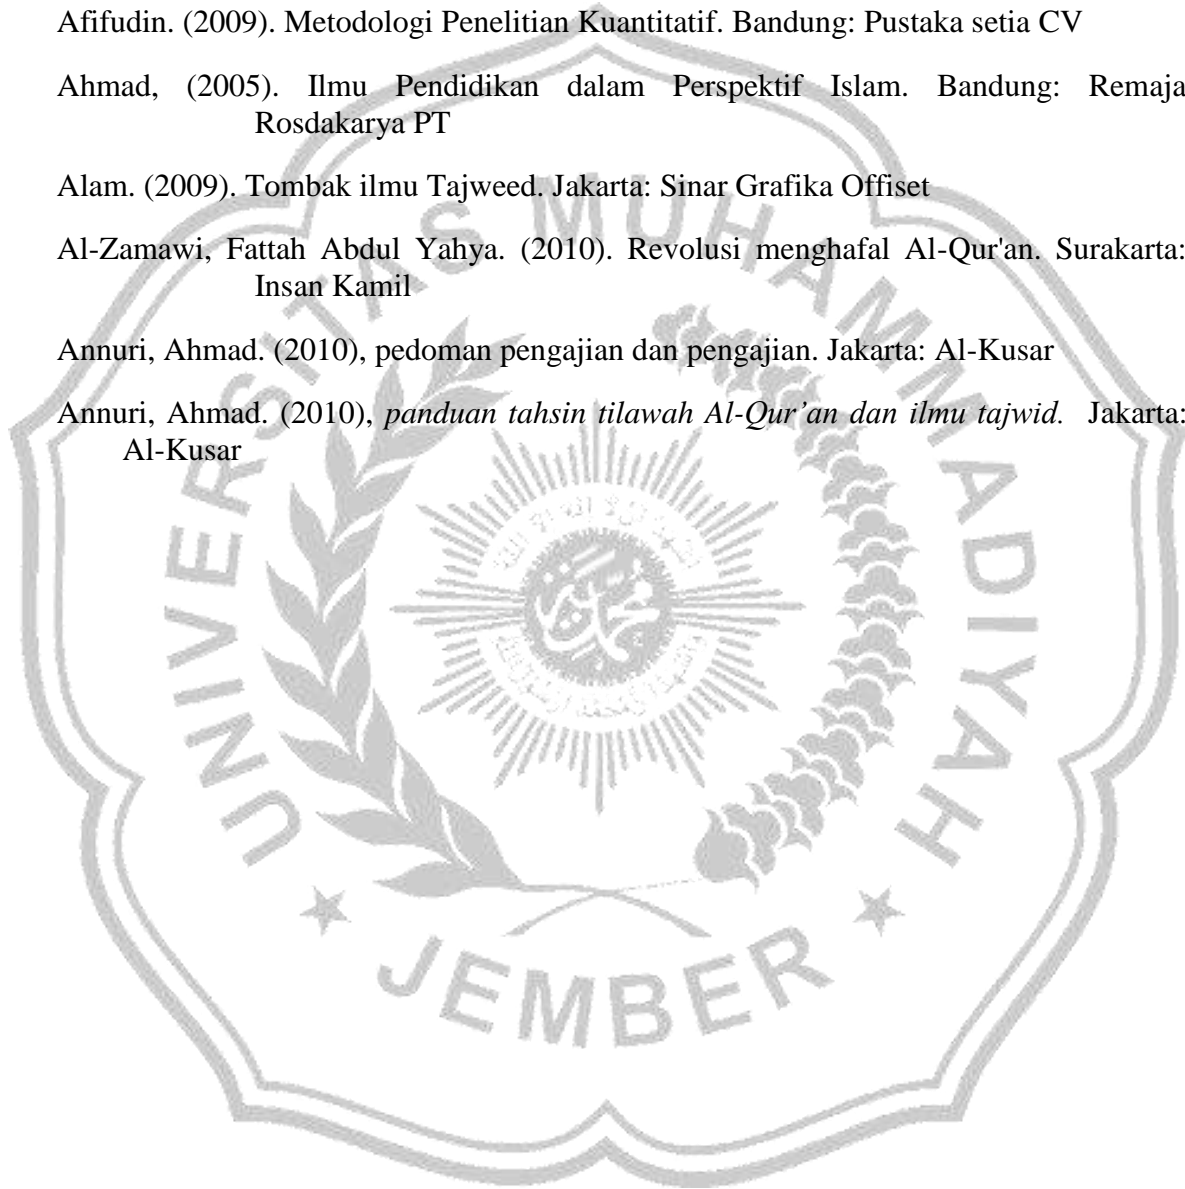 Afifudin. (2009). Metodologi Penelitian Kuantitatif. Bandung: Pustaka setia CV
Ahmad, (2005). Ilmu Pendidikan dalam Perspektif Islam. Bandung: Remaja
Rosdakarya PT
Alam. (2009). Tombak ilmu Tajweed. Jakarta: Sinar Grafika Offiset
Al-Zamawi, Fattah Abdul Yahya. (2010). Revolusi menghafal Al-Qur'an. Surakarta:
Insan Kamil
Annuri, Ahmad. (2010), pedoman pengajian dan pengajian. Jakarta: Al-Kusar
Annuri, Ahmad. (2010), panduan tahsin tilawah Al-Qur’an dan ilmu tajwid. Jakarta:
Al-Kusar
UNIVERSITAS MUHAMMADIYAH
JEMBER